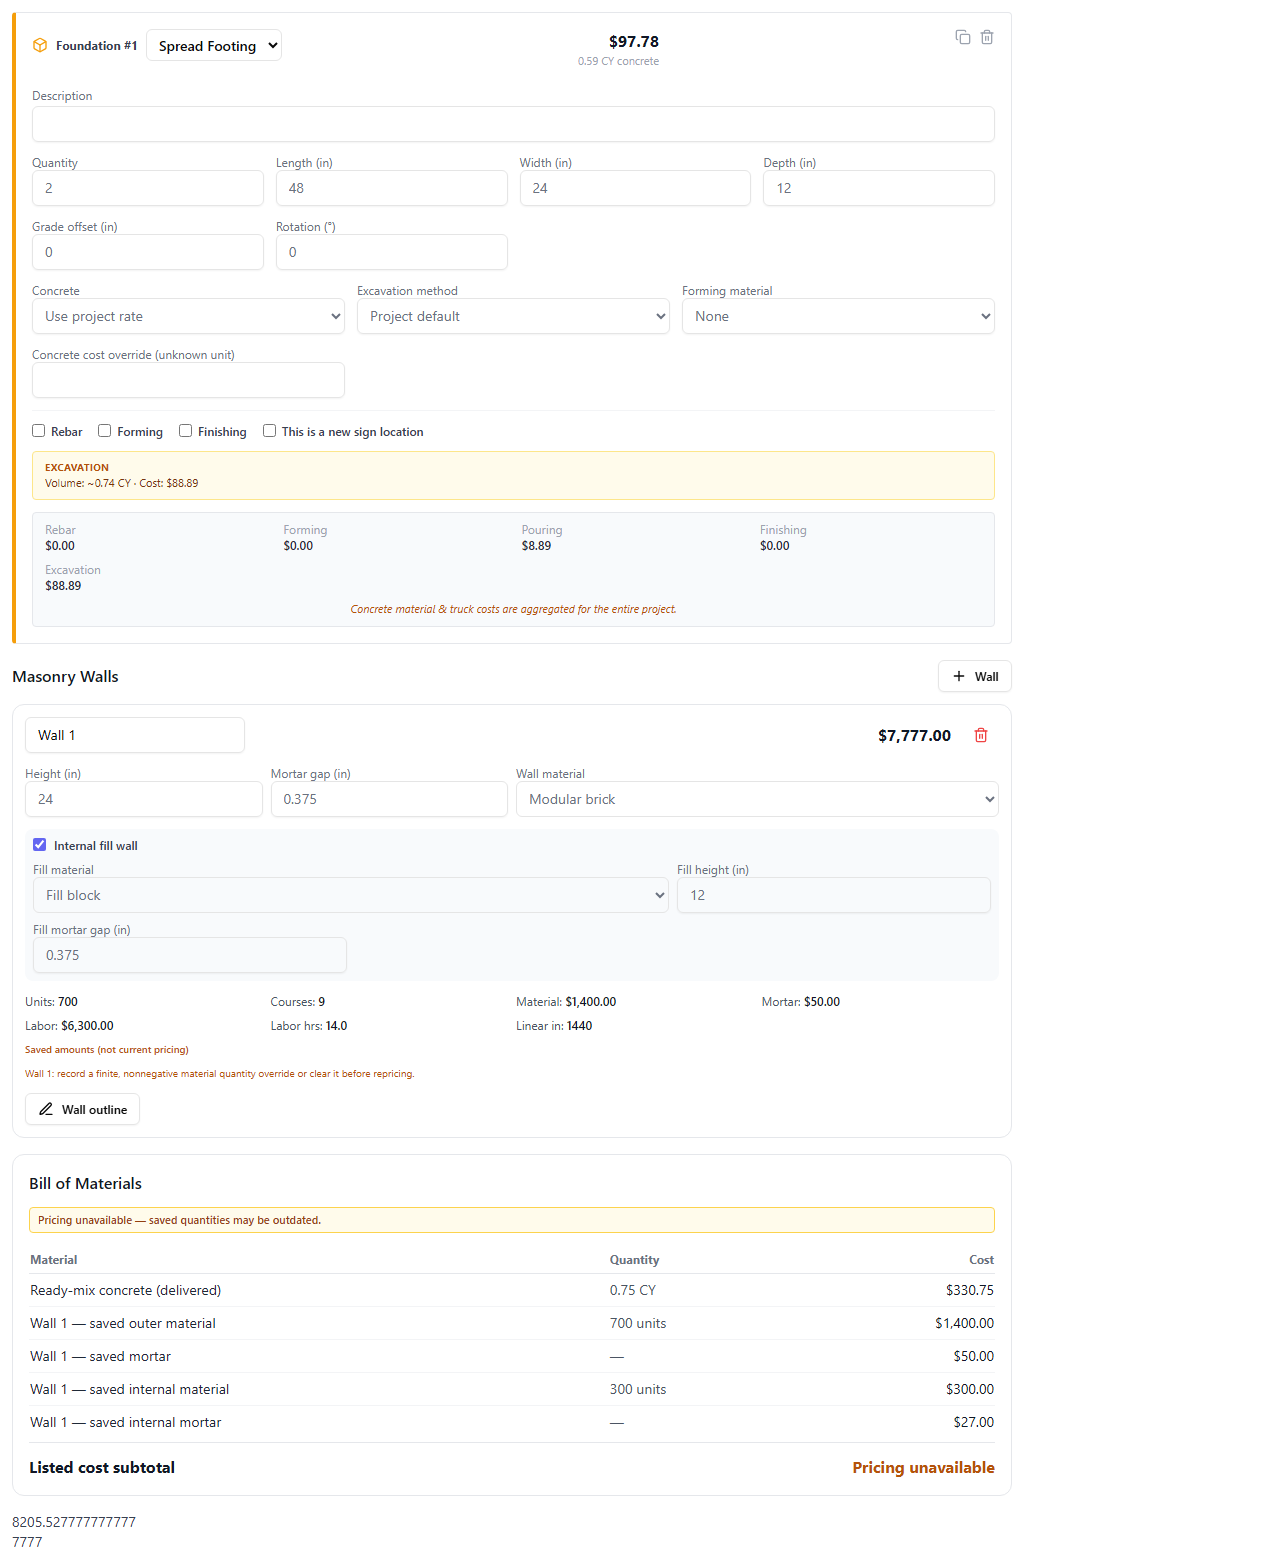 Foundation #1 Spread Footing $97.78
0.59 CY concrete
Description
Quantity Length (in) Width (in) Depth (in)
2 48 24 12
Grade offset (in) Rotation (°)
0 0
Concrete Excavation method Forming material
Use project rate Project default None
Concrete cost override (unknown unit)
Rebar Forming Finishing This is a new sign location
EXCAVATION
Volume: ~0.74 CY · Cost: $88.89
Rebar Forming Pouring Finishing
$0.00 $0.00 $8.89 $0.00
Excavation
$88.89
Concrete material & truck costs are aggregated for the entire project.
Masonry Walls + Wall
Wall 1 $7,777.00
Height (in) Mortar gap (in) Wall material
24 0.375 Modular brick
Internal fill wall
Fill material Fill height (in)
Fill block 12
Fill mortar gap (in)
0.375
Units: 700 Courses: 9 Material: $1,400.00 Mortar: $50.00
Labor: $6,300.00 Labor hrs: 14.0 Linear in: 1440
Saved amounts (not current pricing)
Wall 1: record a finite, nonnegative material quantity override or clear it before repricing.
Wall outline
Bill of Materials
Pricing unavailable — saved quantities may be outdated.
Material Quantity Cost
Ready-mix concrete (delivered) 0.75 CY $330.75
Wall 1 — saved outer material 700 units $1,400.00
Wall 1 — saved mortar — $50.00
Wall 1 — saved internal material 300 units $300.00
Wall 1 — saved internal mortar — $27.00
Listed cost subtotal Pricing unavailable
8205.527777777777
7777